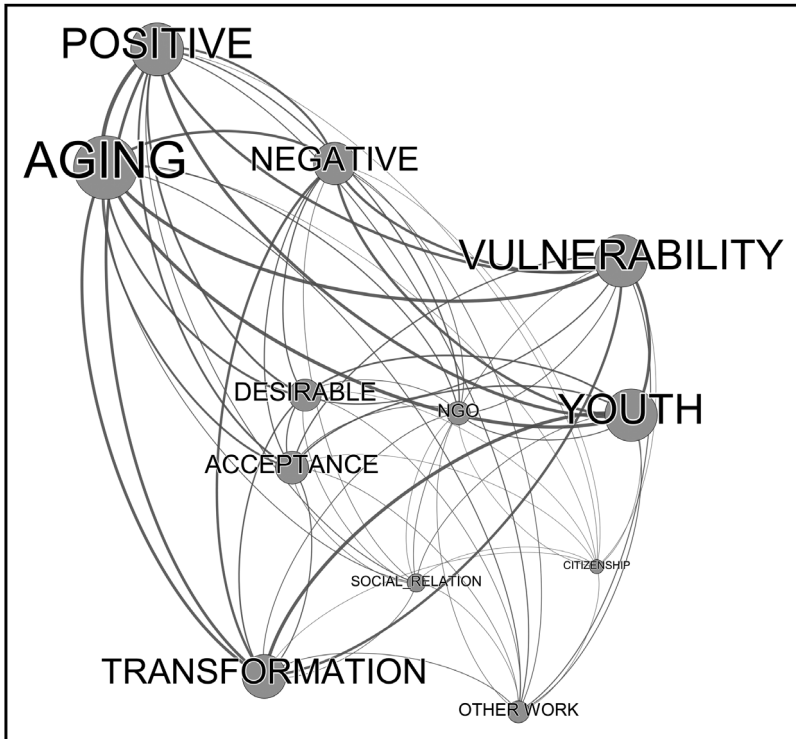 POSITIVE
AGING
NEGATIVE
VULNERABILITY
DESIRABLE
NGO
YOUTH
ACCEPTANCE
SOCIAL_RELATION
CITIZENSHIP
TRANSFORMATION
OTHER WORK